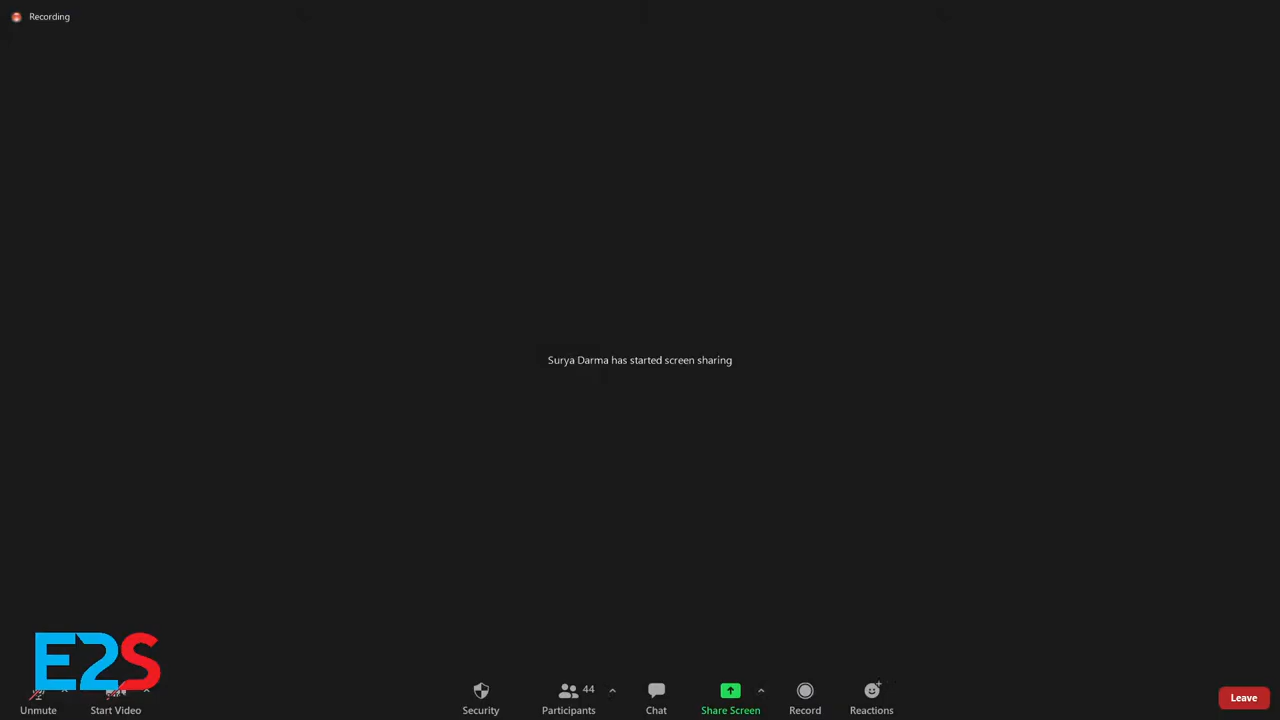 Recording
Surya Darma has started screen sharing
E2S
44
Unmute
Start Video
Security
Participants
Chat
Share Screen
Record
Reactions
Leave